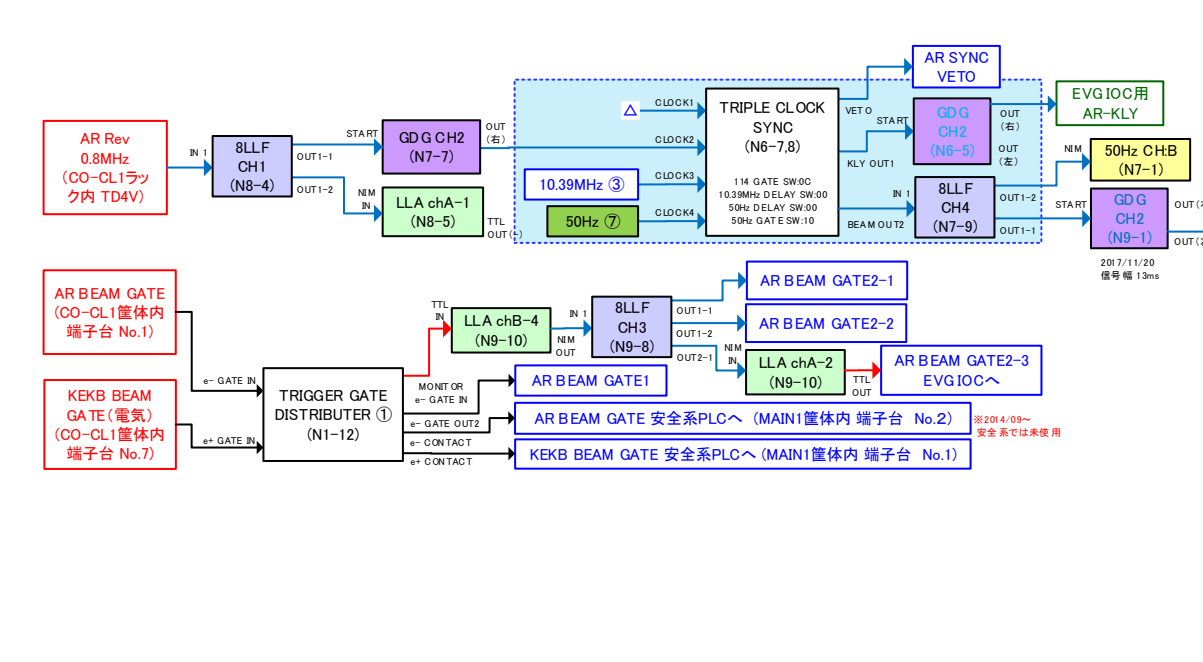 AR Rev
0.8MHz
(CO-CL1ラッ
ク内 TD4V)
IN 1
8LLF
CH1
(N8-4)
OUT1-1
OUT1-2
START
GDG CH2
(N7-7)
OUT
(右)
NIM
IN
LLA chA-1
(N8-5)
TTL
△
CLOCK1
CLOCK2
10.39MHz ③
CLOCK3
50Hz ⑦
CLOCK4
TRIPLE CLOCK
SYNC
(N6-7,8)
114 GATE SW:0C
10.39MHz DELAY SW:00
50Hz DELAY SW:00
50Hz GATE SW:10
VETO
KLY OUT1
BEAM OUT2
AR SYNC
VETO
START
GDG
CH2
(N6-5)
OUT
(右)
OUT
(左)
EVG IOC用
AR-KLY
IN 1
8LLF
CH4
(N7-9)
OUT1-2
OUT1-1
NIM
50Hz CH:B
(N7-1)
START
GDG
CH2
(N9-1)
2017/11/20
信号幅 13ms
AR BEAM GATE
(CO-CL1筐体内
端子台 No.1)
e- GATE IN
KEKB BEAM
GATE(電気)
(CO-CL1筐体内
端子台 No.7)
e+ GATE IN
TRIGGER GATE
DISTRIBUTER ①
(N1-12)
TTL
IN
LLA chB-4
(N9-10)
NIM
OUT
IN 1
8LLF
CH3
(N9-8)
OUT1-1
OUT1-2
OUT2-1
AR BEAM GATE2-1
AR BEAM GATE2-2
NIM
IN
LLA chA-2
(N9-10)
TTL
OUT
AR BEAM GATE2-3
EVG IOCへ
MONITOR
e- GATE IN
AR BEAM GATE1
e- GATE OUT2
e- CONTACT
AR BEAM GATE 安全系PLCへ (MAIN1筐体内 端子台 No.2)
※2014/09～
安全系では未使用
e+ CONTACT
KEKB BEAM GATE 安全系PLCへ (MAIN1筐体内 端子台 No.1)